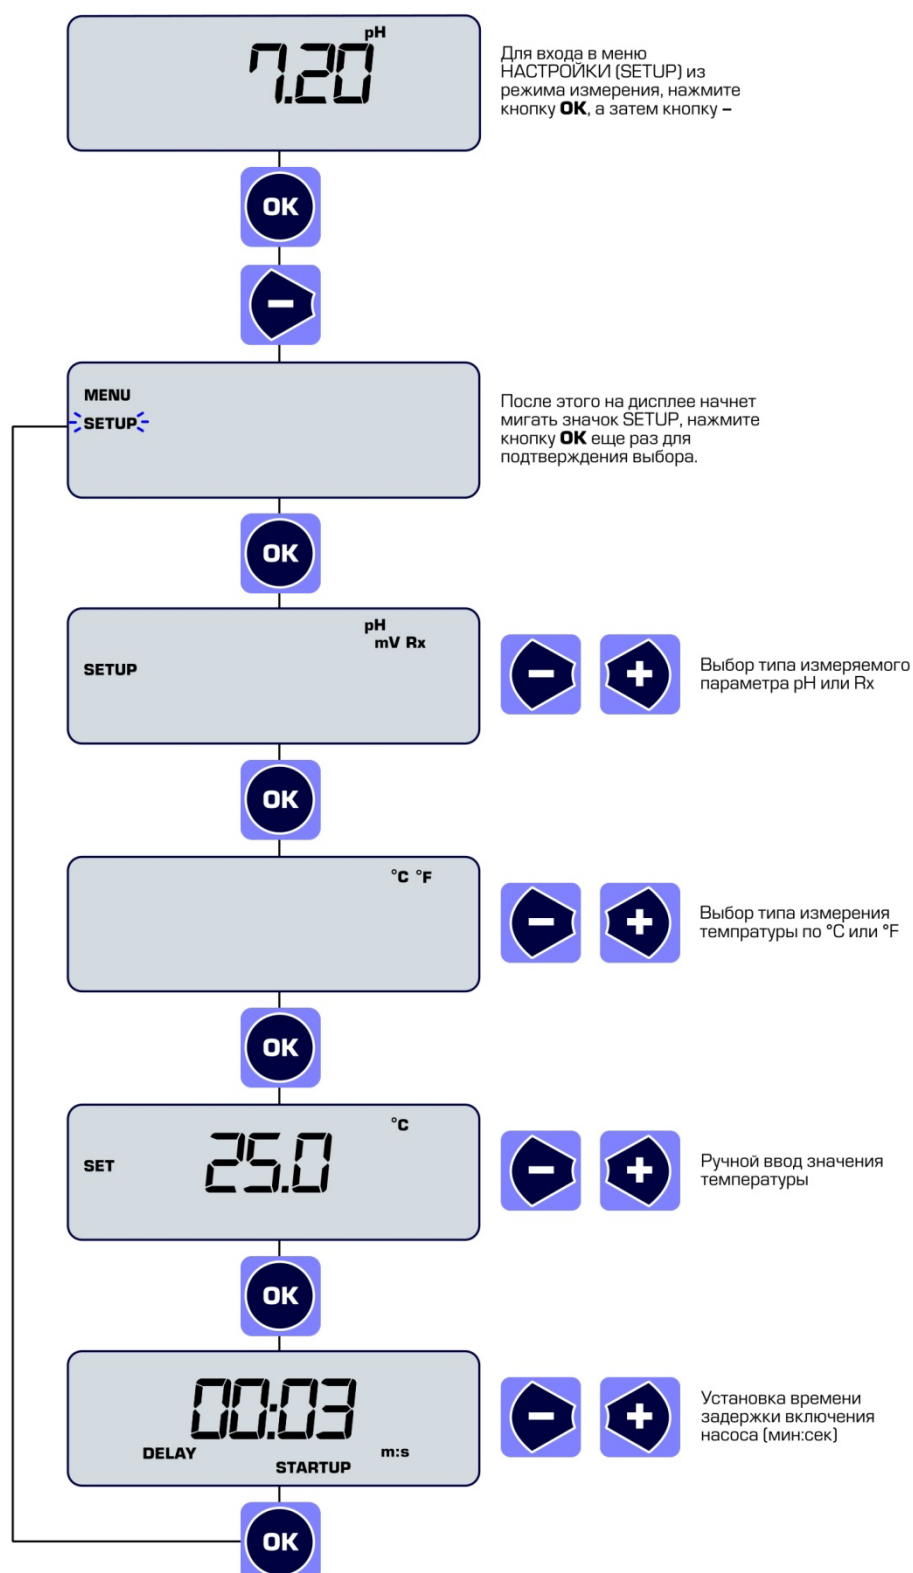 pH
7.20
Для входа в меню
НАСТРОЙКИ (SETUP) из
режима измерения, нажмите
кнопку OK, а затем кнопку –
OK
–
MENU
SETUP
После этого на дисплее начнет
мигать значок SETUP, нажмите
кнопку OK еще раз для
подтверждения выбора.
OK
pH
mV Rx
SETUP
– +
Выбор типа измеряемого
параметра pH или Rx
OK
°C °F
– +
Выбор типа измерения
темпратуры по °C или °F
OK
°C
SET 25.0
– +
Ручной ввод значения
температуры
OK
00:03
DELAY m:s
STARTUP
– +
Установка времени
задержки включения
насоса (мин:сек)
OK